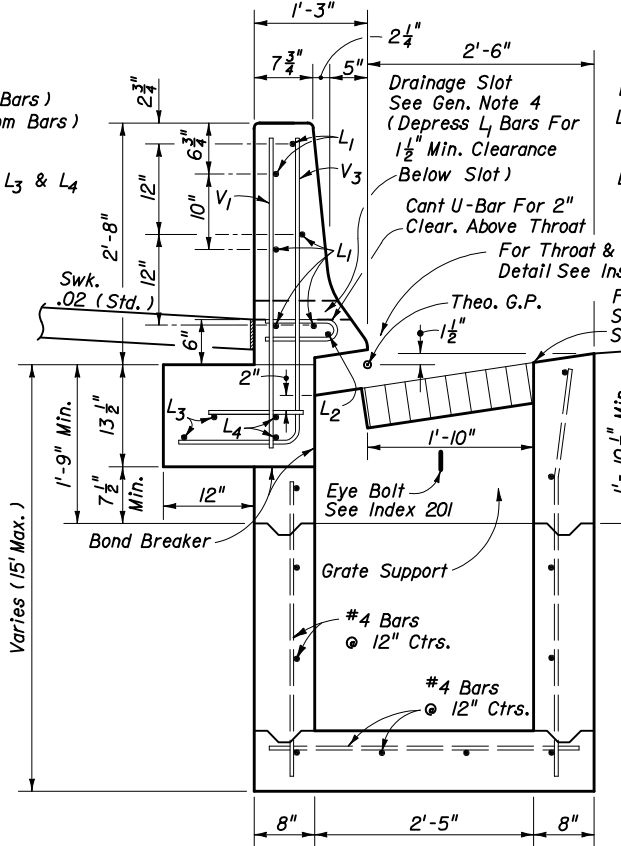 1'-3"
2 1/4"
7 3/4"
5"
2'-6"
2 3/4"
Bars)
m Bars)
L3 & L4
Drainage Slot
See Gen. Note 4
(Depress L1 Bars For
1 1/2" Min. Clearance
Below Slot)
6 3/4"
12"
10"
12"
2'-8"
L1
V3
V1
L1
Cant U-Bar For 2"
Clear. Above Throat
For Throat &
Detail See Ins
Swk.
.02 (Std.)
Theo. G.P.
F
S
S
1 1/2"
6"
2"
L2
L3
L4
13 1/2"
1'-9" Min.
7 1/2"
Min.
12"
1'-10"
1'-10 1/2" Min
Eye Bolt
See Index 201
Bond Breaker
Grate Support
Varies (15' Max.)
#4 Bars
@ 12" Ctrs.
#4 Bars
@ 12" Ctrs.
8"
2'-5"
8"